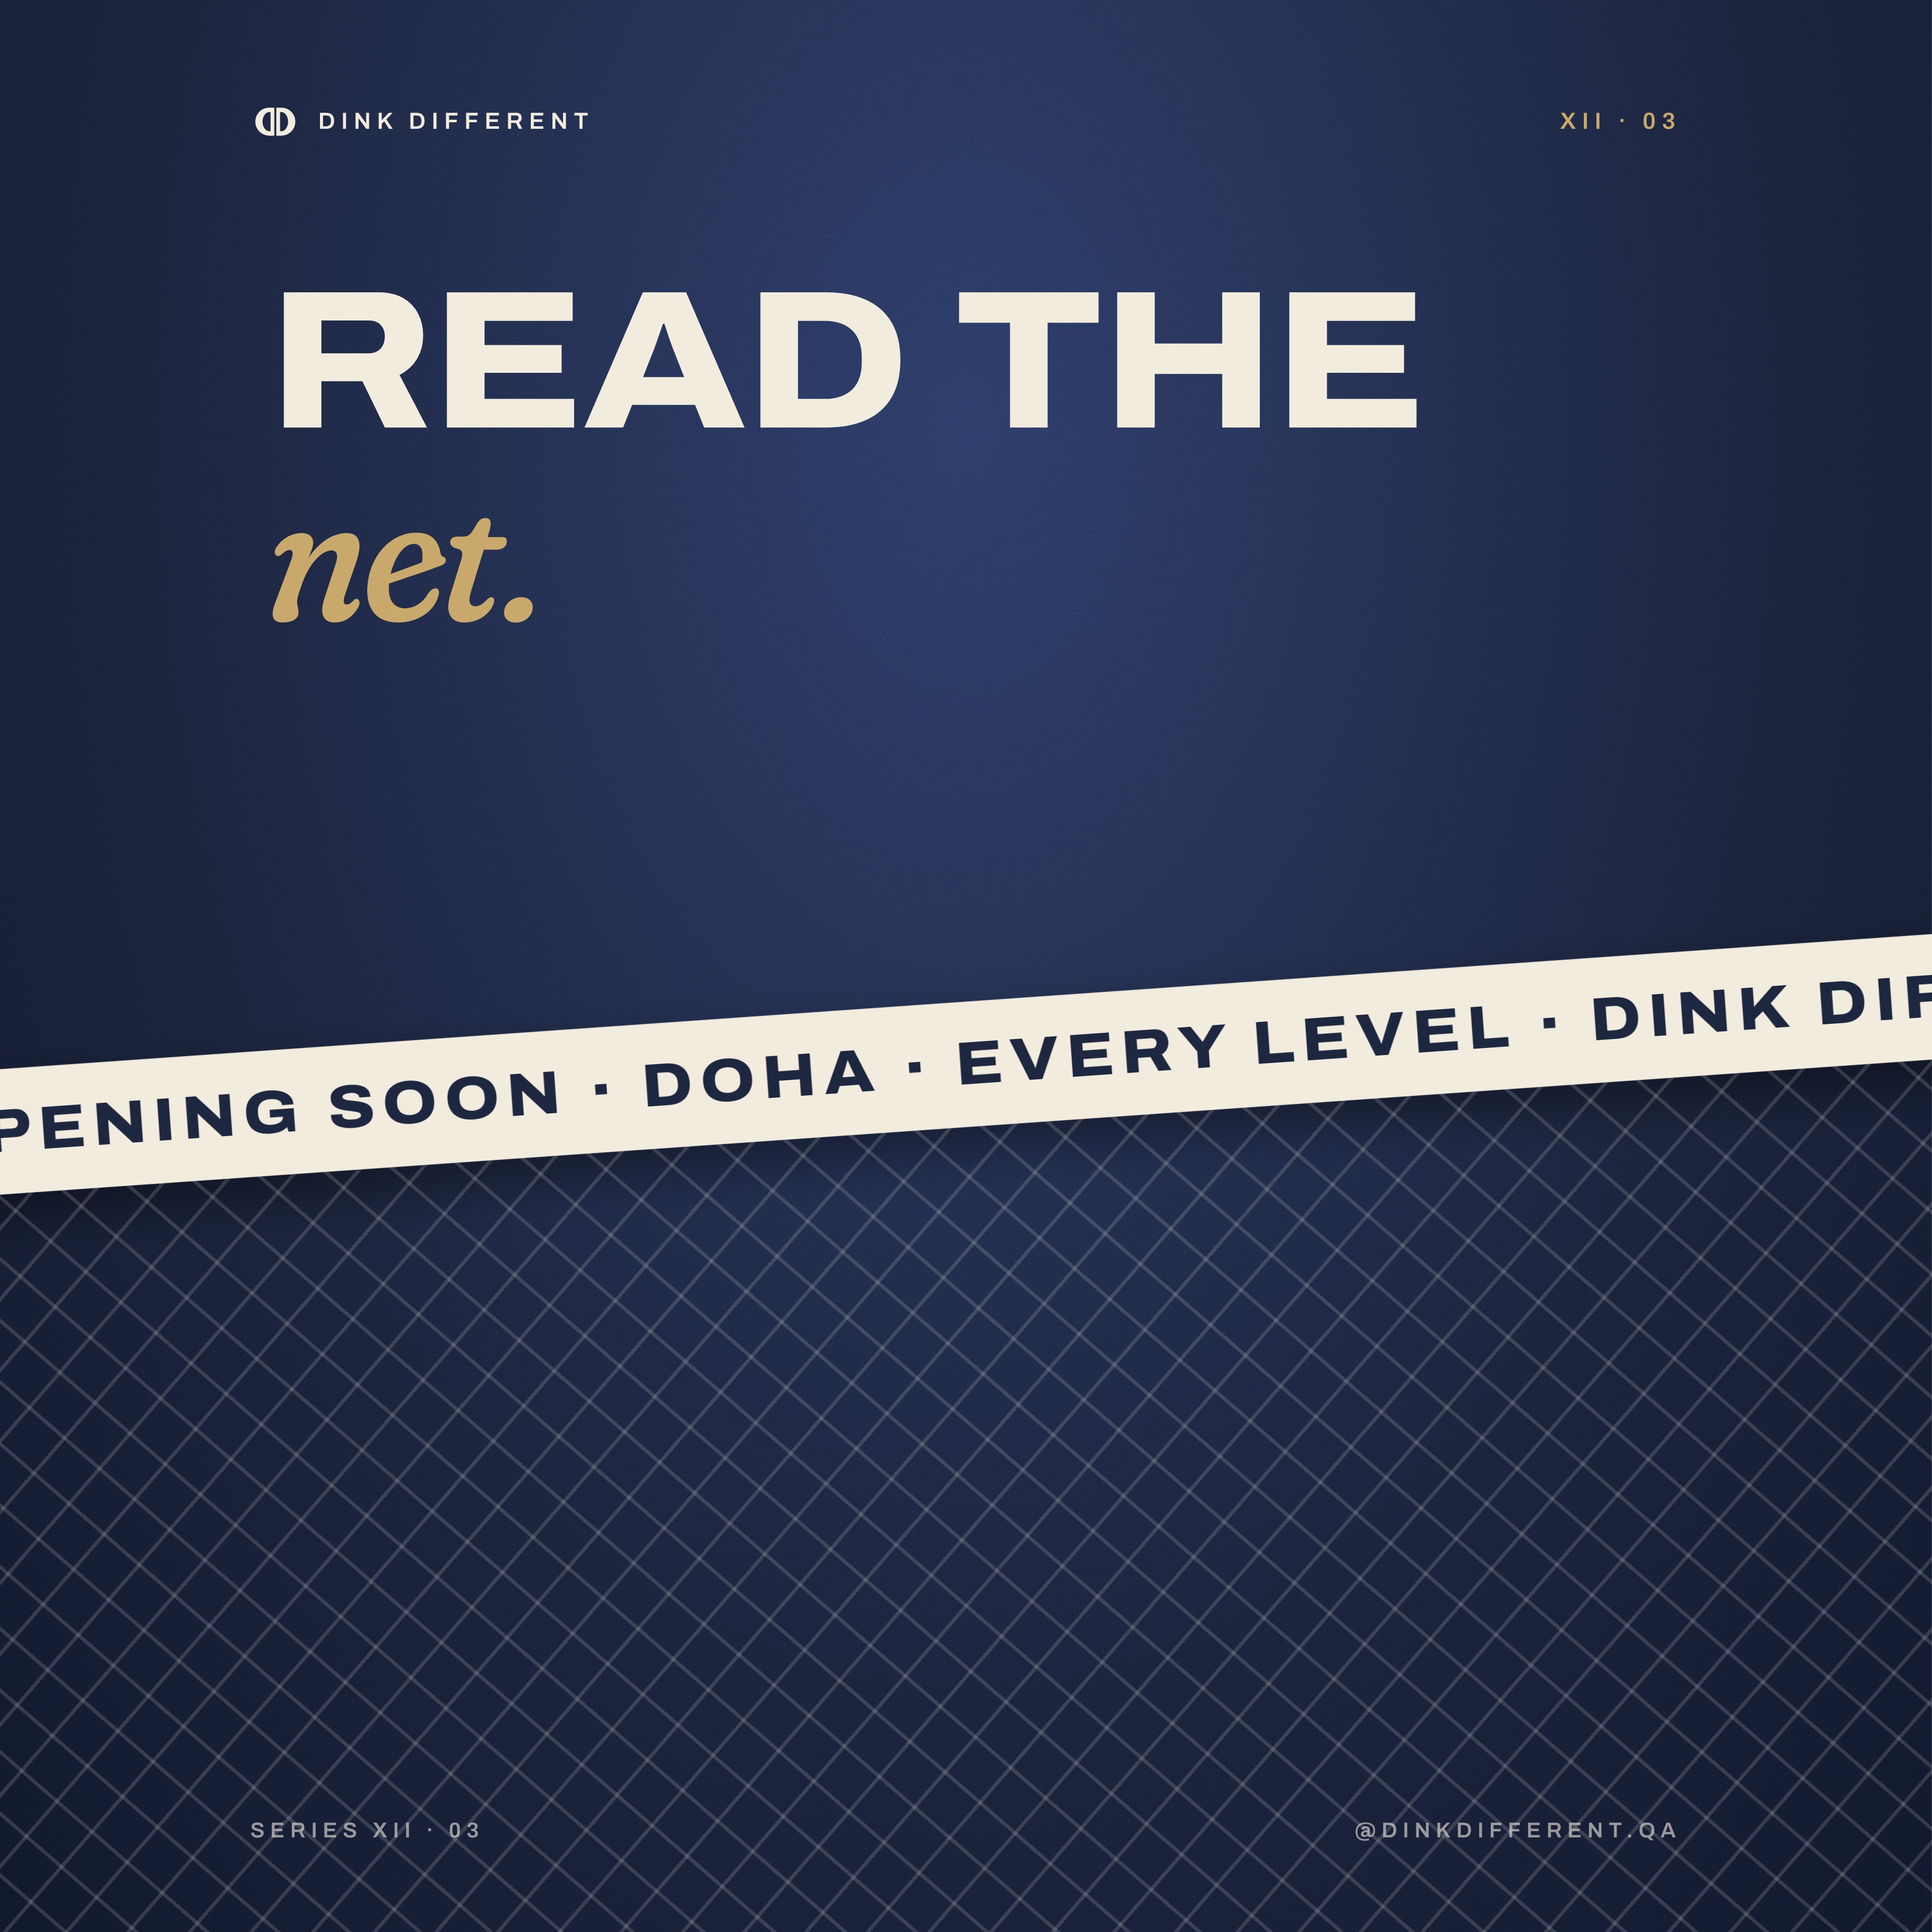 DINK DIFFERENT
XII · 03
READ THE
net.
PENING SOON · DOHA · EVERY LEVEL · DINK DIF
SERIES XII · 03
@DINKDIFFERENT.QA